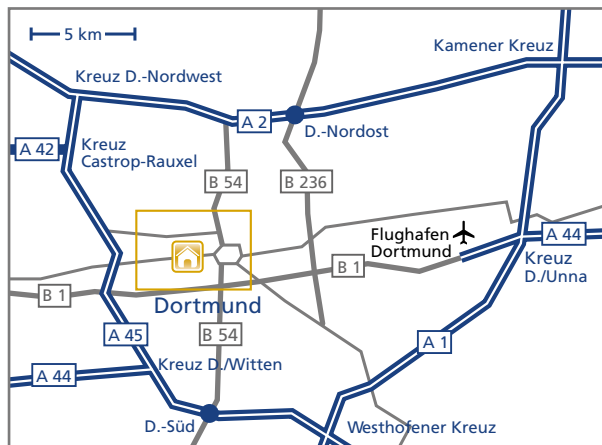 5 km
Kamener Kreuz
Kreuz D.-Nordwest
A 2
D.-Nordost
A 42
Kreuz
Castrop-Rauxel
B 54
B 236
Flughafen
Dortmund
A 44
B 1
Kreuz
D./Unna
B 1
Dortmund
A 45
B 54
A 1
Kreuz D./Witten
A 44
D.-Süd
Westhofener Kreuz